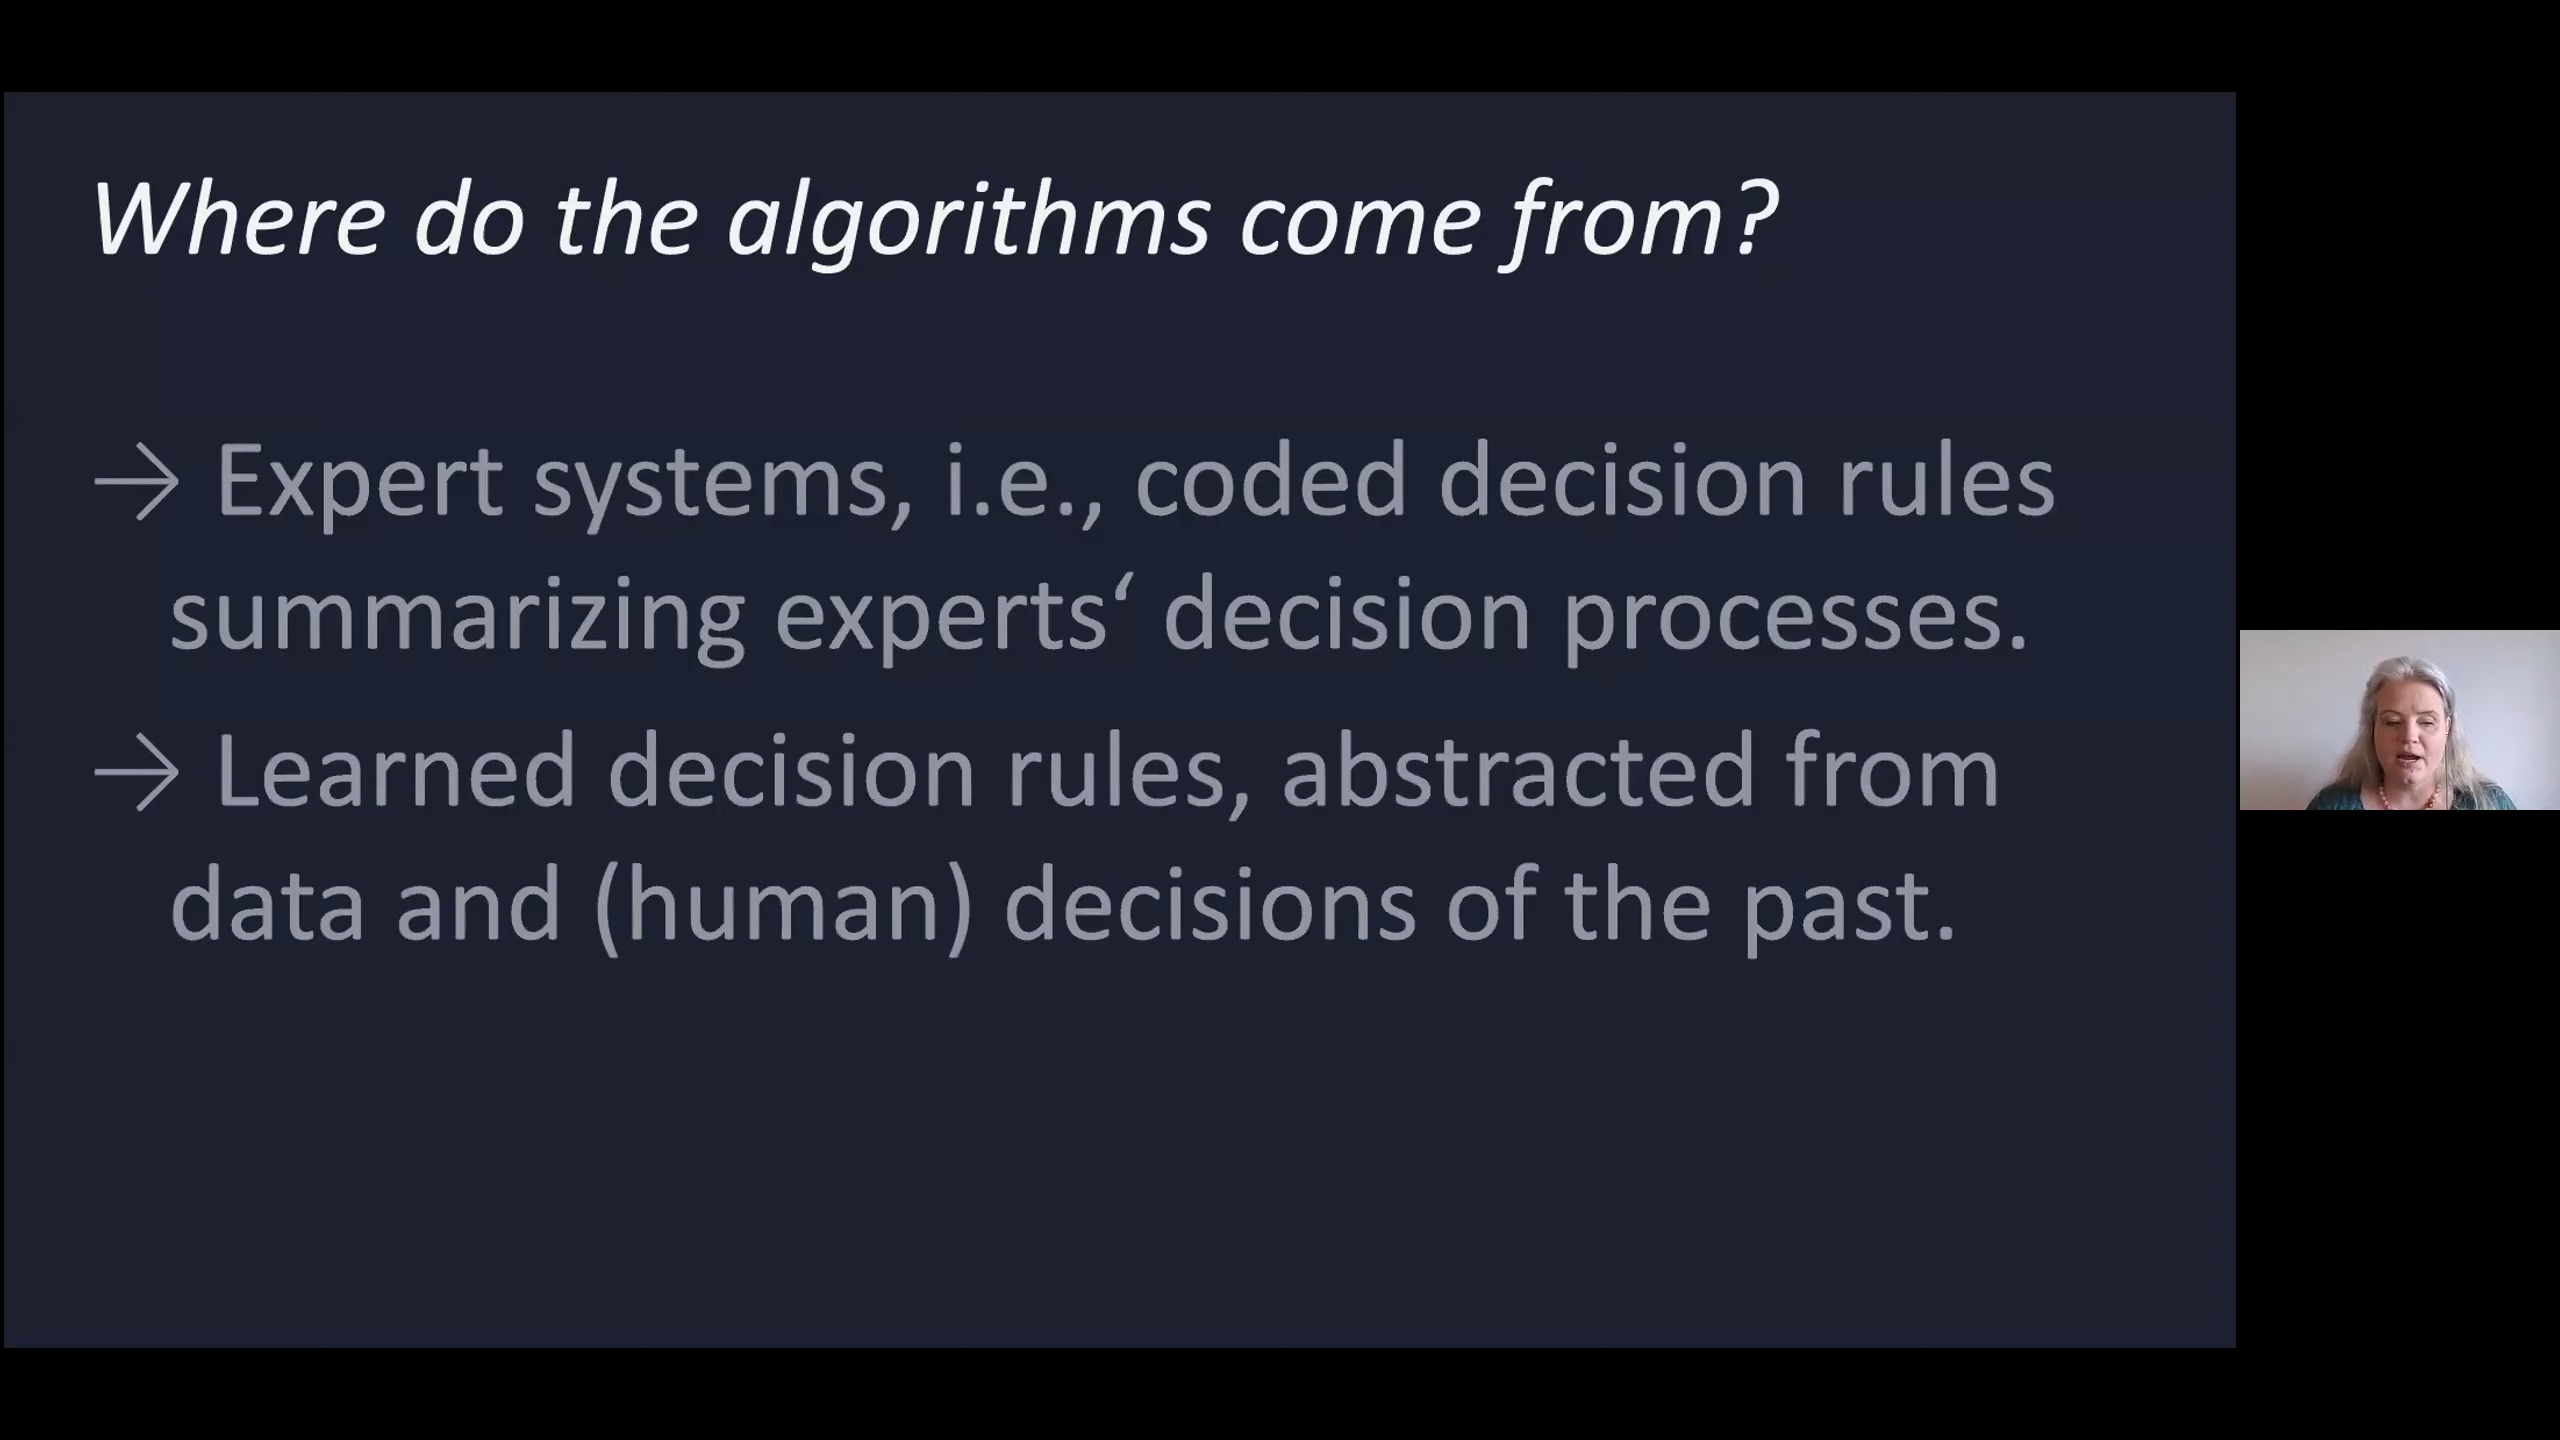 Where do the algorithms come from?
→ Expert systems, i.e., coded decision rules
summarizing experts‘ decision processes.
→ Learned decision rules, abstracted from
data and (human) decisions of the past.